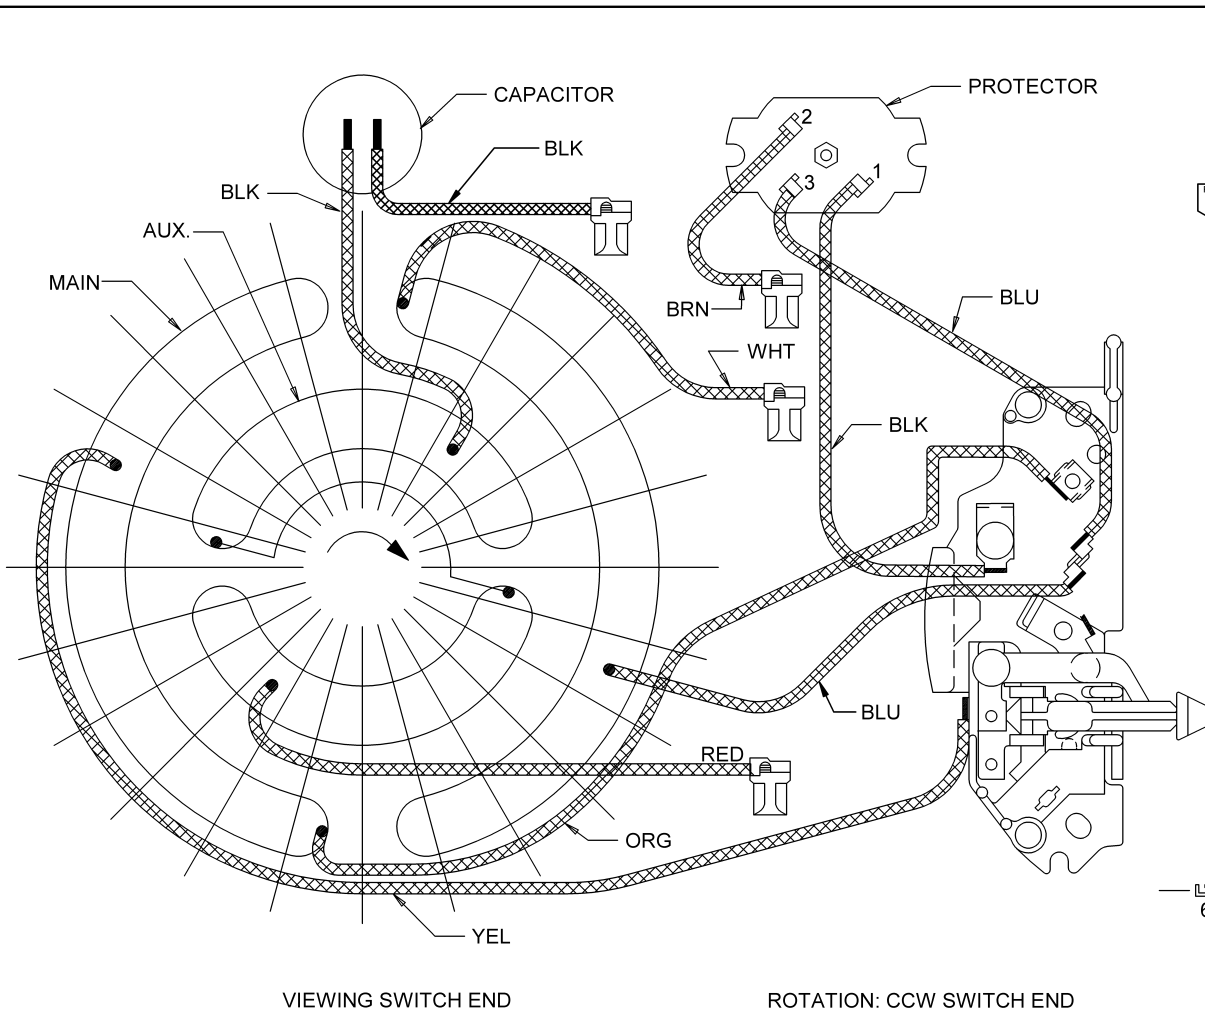 CAPACITOR
PROTECTOR
2
BLK
BLK
3
1
AUX.
MAIN
BRN
BLU
WHT
BLK
BLU
RED
ORG
YEL
6
VIEWING SWITCH END
ROTATION: CCW SWITCH END